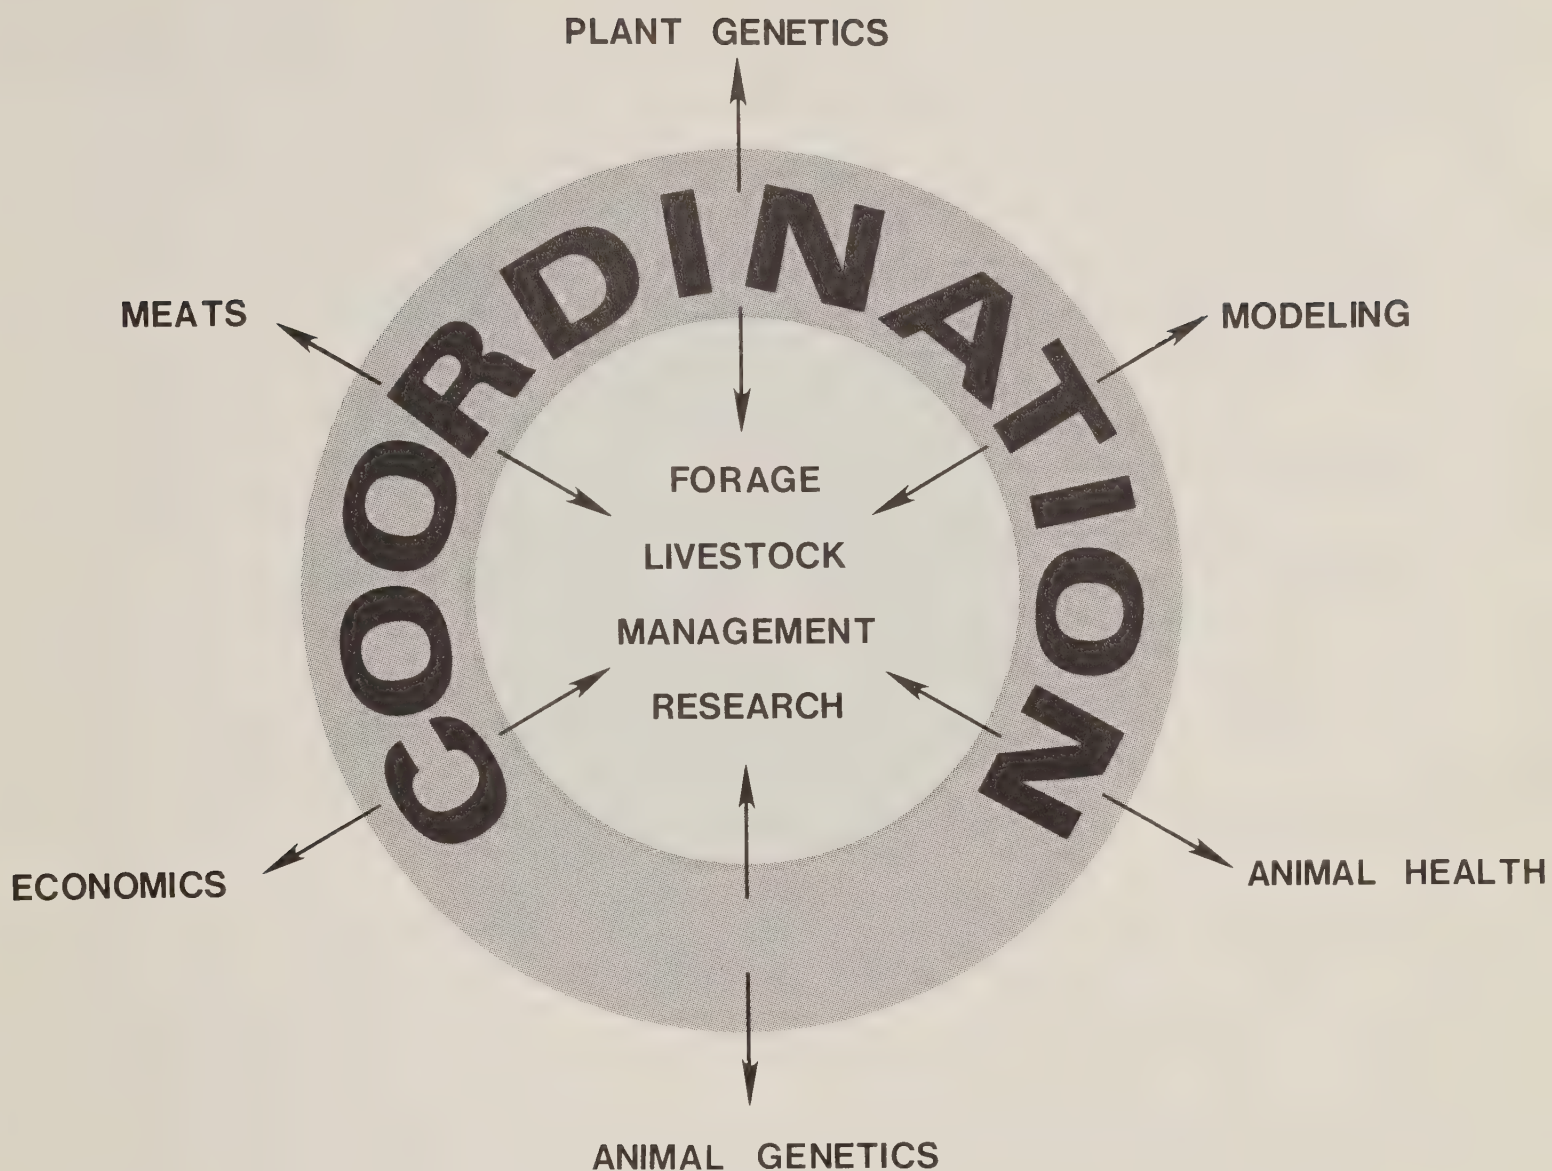 PLANT GENETICS
COORDINATION
MEATS
MODELING
FORAGE
LIVESTOCK
MANAGEMENT
RESEARCH
ECONOMICS
ANIMAL HEALTH
ANIMAL GENETICS